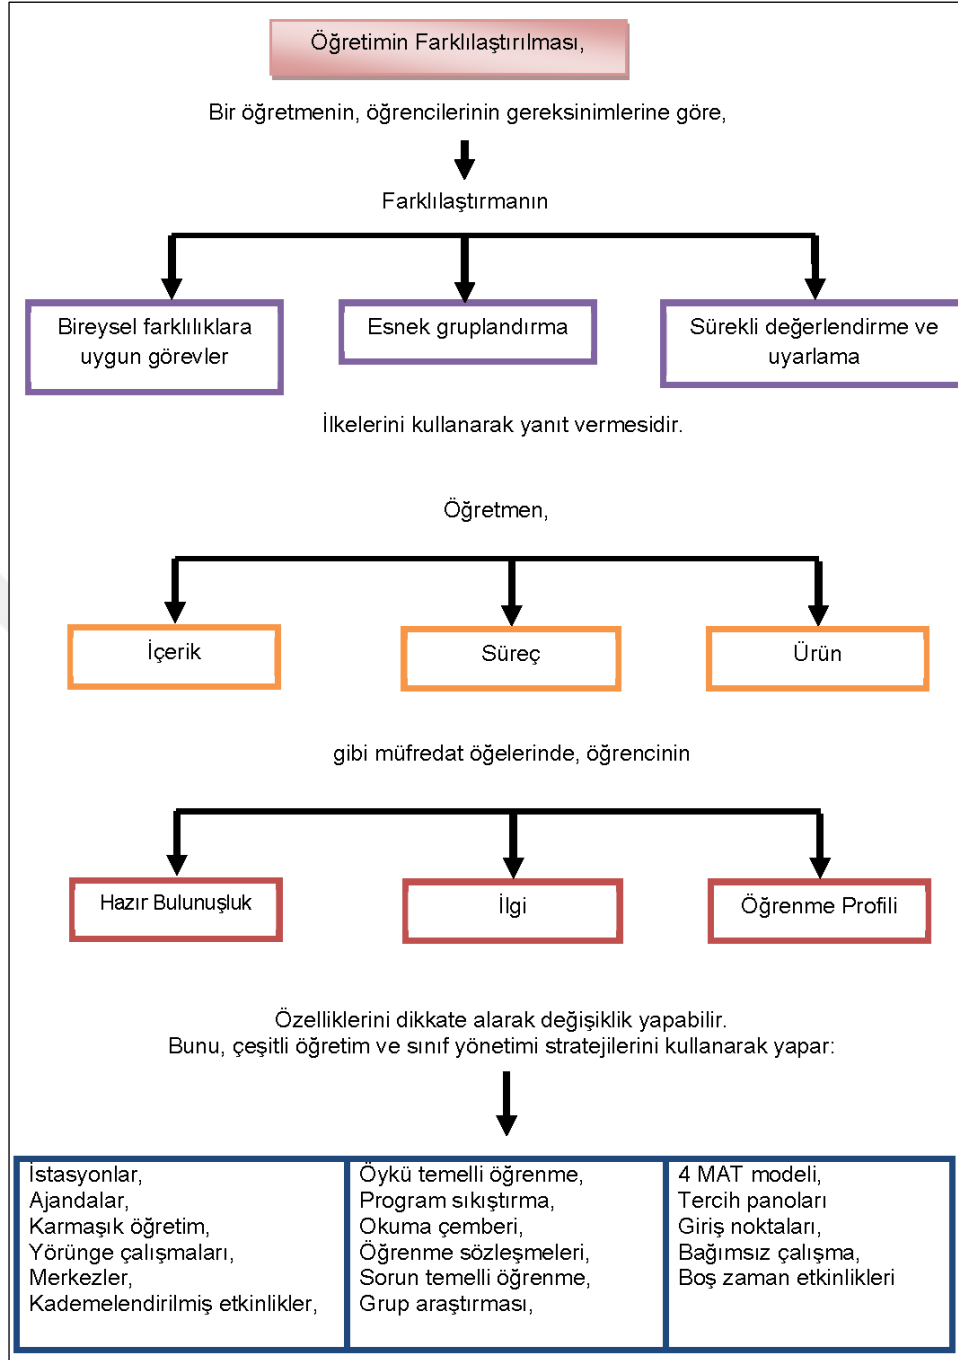 Öğretimin Farklılaştırılması,
Bir öğretmenin, öğrencilerinin gereksinimlerine göre,
Farklılaştırmanın
Bireysel farklılıklara
uygun görevler
Esnek gruplandırma
Sürekli değerlendirme ve
uyarlama
İlkelerini kullanarak yanıt vermesidir.
Öğretmen,
İçerik
Süreç
Ürün
gibi müfredat öğelerinde, öğrencinin
Hazır Bulunuşluk
İlgi
Öğrenme Profili
Özelliklerini dikkate alarak değişiklik yapabilir.
Bunu, çeşitli öğretim ve sınıf yönetimi stratejilerini kullanarak yapar:
İstasyonlar,
Ajandalar,
Karmaşık öğretim,
Yörünge çalışmaları,
Merkezler,
Kademelendirilmiş etkinlikler,
Öykü temelli öğrenme,
Program sıkıştırma,
Okuma çemberi,
Öğrenme sözleşmeleri,
Sorun temelli öğrenme,
Grup araştırması,
4 MAT modeli,
Tercih panoları
Giriş noktaları,
Bağımsız çalışma,
Boş zaman etkinlikleri